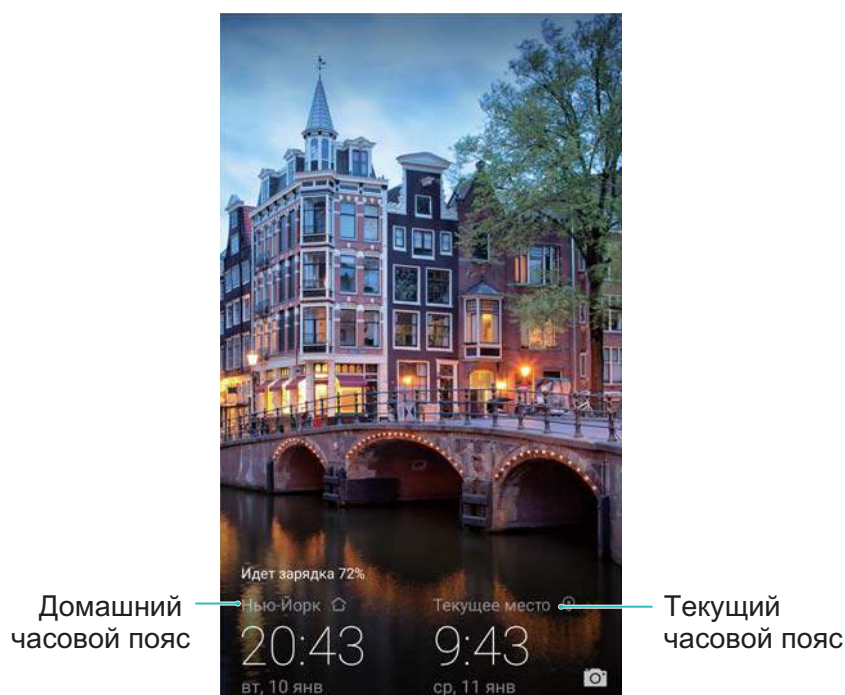 Идет зарядка 72%
Домашний
часовой пояс
Нью-Йорк
20:43
вт, 10 янв
Текущее место
9:43
ср, 11 янв
Текущий
часовой пояс